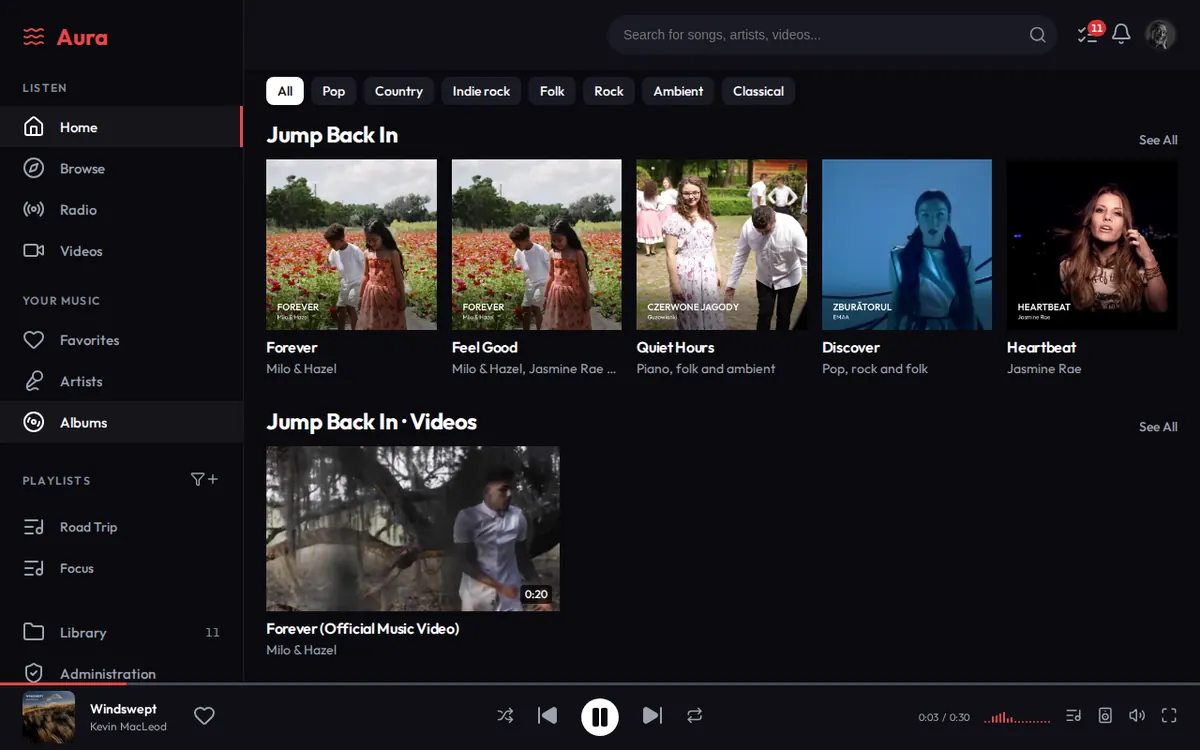 Aura
Search for songs, artists, videos...
11
LISTEN
Home
Browse
Radio
Videos
YOUR MUSIC
Favorites
Artists
Albums
PLAYLISTS
Road Trip
Focus
Library 11
Administration
All Pop Country Indie rock Folk Rock Ambient Classical
Jump Back In
See All
FOREVER
Milo & Hazel
Forever
Milo & Hazel
FOREVER
Milo & Hazel
Feel Good
Milo & Hazel, Jasmine Rae ...
CZERWONE JAGODY
Quiet Hours
Piano, folk and ambient
ZBURĂTORUL
EMAA
Discover
Pop, rock and folk
HEARTBEAT
Jasmine Rae
Heartbeat
Jasmine Rae
Jump Back In · Videos
See All
0:20
Forever (Official Music Video)
Milo & Hazel
Windswept
Kevin MacLeod
0:03 / 0:30